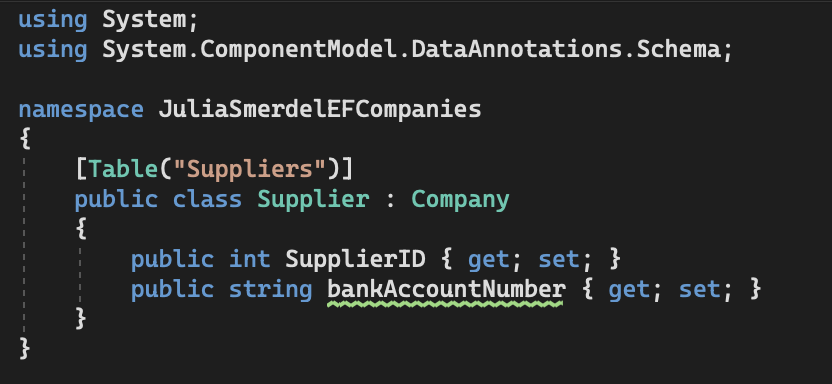 using System;
using System.ComponentModel.DataAnnotations.Schema;
namespace JuliaSmerdelEFCompanies
{
[Table("Suppliers")]
public class Supplier : Company
{
public int SupplierID { get; set; }
public string bankAccountNumber { get; set; }
}
}